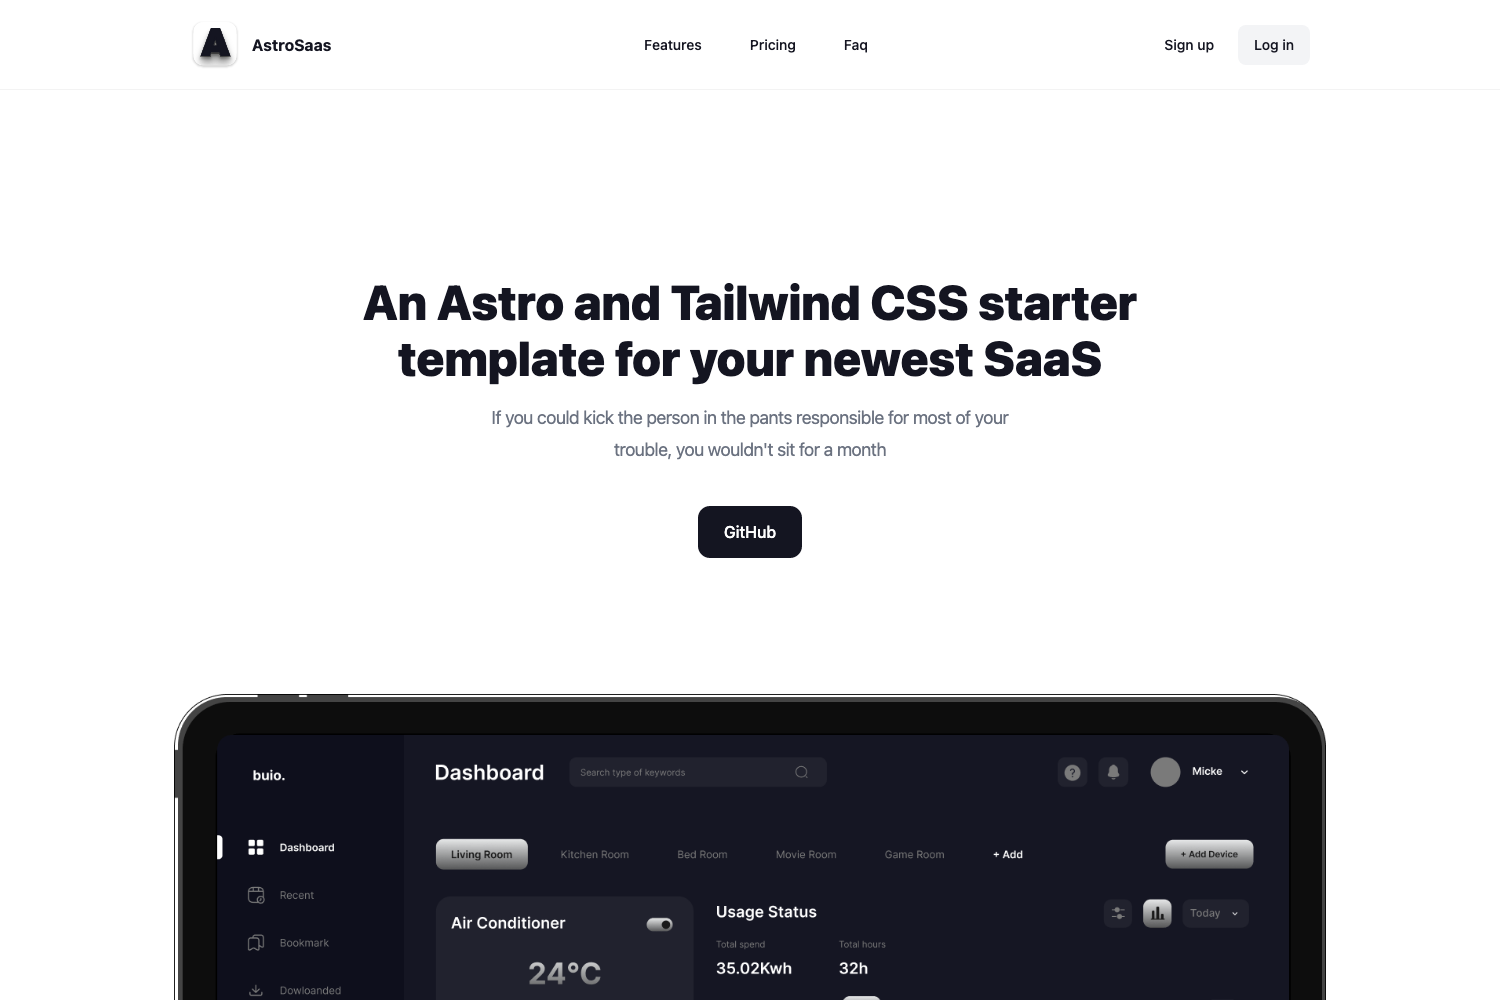 AstroSaas
Features
Pricing
Faq
Sign up
Log in
An Astro and Tailwind CSS starter
template for your newest SaaS
If you could kick the person in the pants responsible for most of your
trouble, you wouldn't sit for a month
GitHub
buio.
Dashboard
Search type of keywords
Micke
Dashboard
Recent
Bookmark
Dowloanded
Living Room
Kitchen Room
Bed Room
Movie Room
Game Room
+ Add
+ Add Device
Air Conditioner
24°C
Usage Status
Today
Total spend
Total hours
35.02Kwh
32h